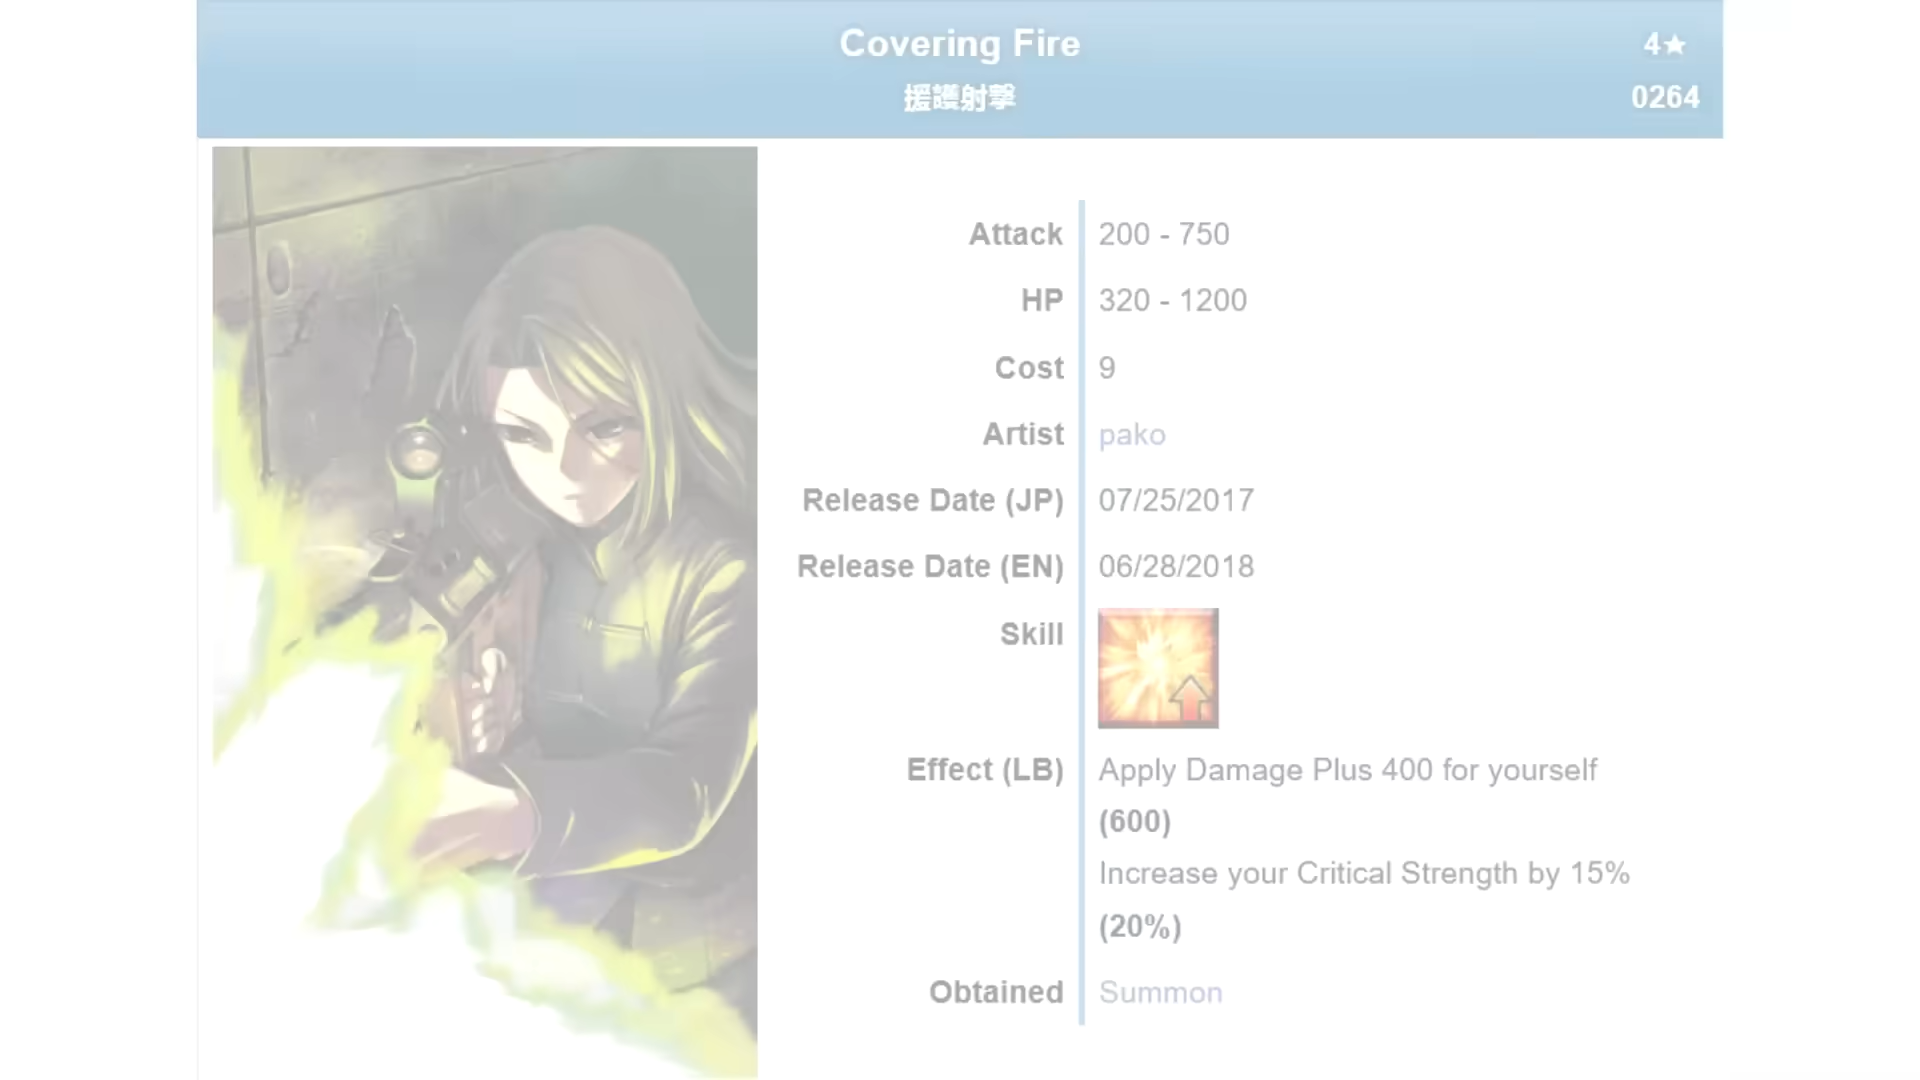 Covering Fire
4★
援護射撃
0264
Attack 200 - 750
HP 320 - 1200
Cost 9
Artist pako
Release Date (JP) 07/25/2017
Release Date (EN) 06/28/2018
Skill
Effect (LB) Apply Damage Plus 400 for yourself
(600)
Increase your Critical Strength by 15%
(20%)
Obtained Summon